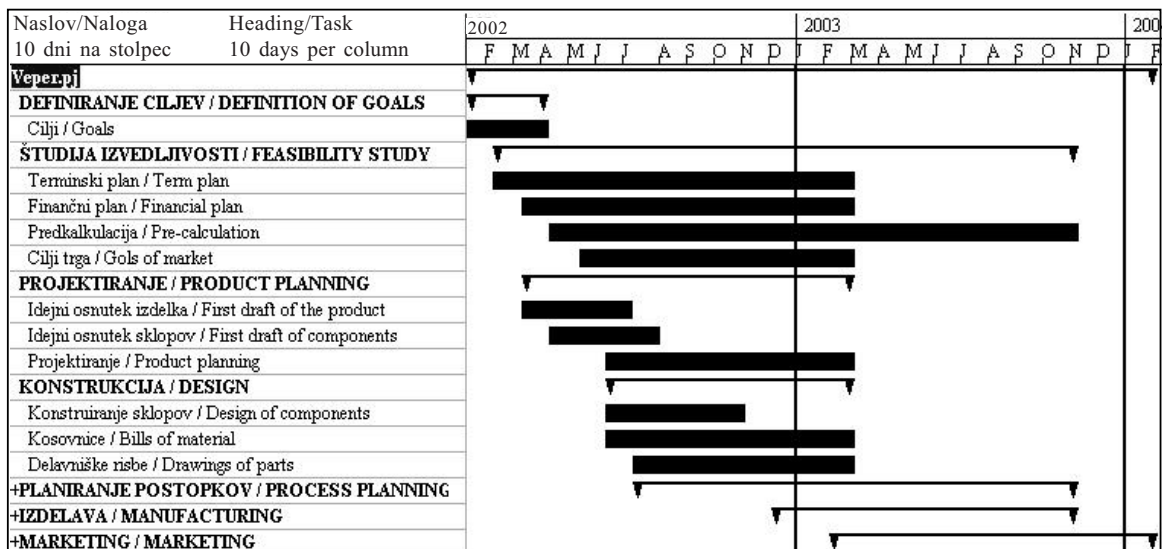 Naslov/Naloga Heading/Task 2002 2003 200
10 dni na stolpec 10 days per column F M A M J J A S O N D J F M A M J J A S O N D J F
Veper.pj
DEFINIRANJE CILJEV / DEFINITION OF GOALS
Cilji / Goals
ŠTUDIJA IZVEDLJIVOSTI / FEASIBILITY STUDY
Terminski plan / Term plan
Finančni plan / Financial plan
Predkalkulacija / Pre-calculation
Cilji trga / Gols of market
PROJEKTIRANJE / PRODUCT PLANNING
Idejni osnutek izdelka / First draft of the product
Idejni osnutek sklopov / First draft of components
Projektiranje / Product planning
KONSTRUKCIJA / DESIGN
Konstruiranje sklopov / Design of components
Kosovnice / Bills of material
Delavniške risbe / Drawings of parts
+PLANIRANJE POSTOPKOV / PROCESS PLANNING
+IZDELAVA / MANUFACTURING
+MARKETING / MARKETING